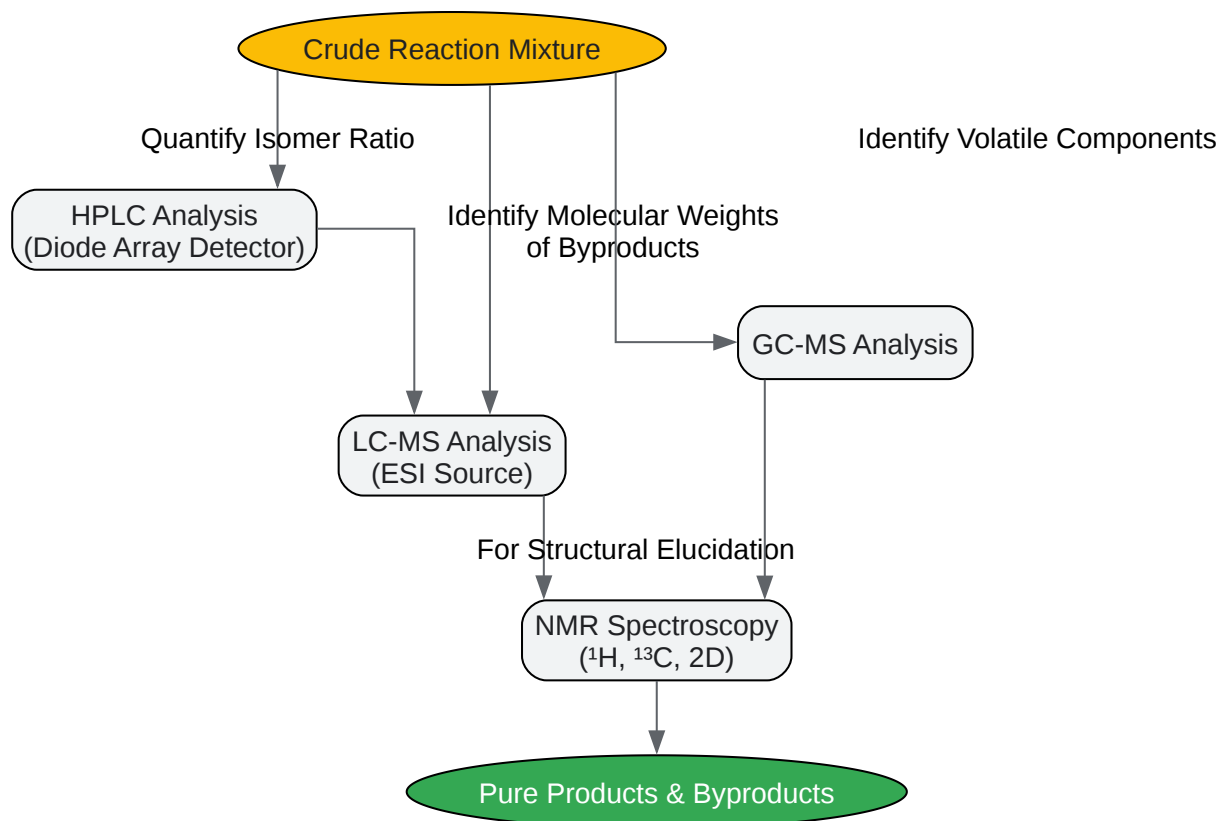 Crude Reaction Mixture
Quantify Isomer Ratio
Identify Volatile Components
HPLC Analysis
(Diode Array Detector)
Identify Molecular Weights
of Byproducts
GC-MS Analysis
LC-MS Analysis
(ESI Source)
For Structural Elucidation
NMR Spectroscopy
(¹H, ¹³C, 2D)
Pure Products & Byproducts